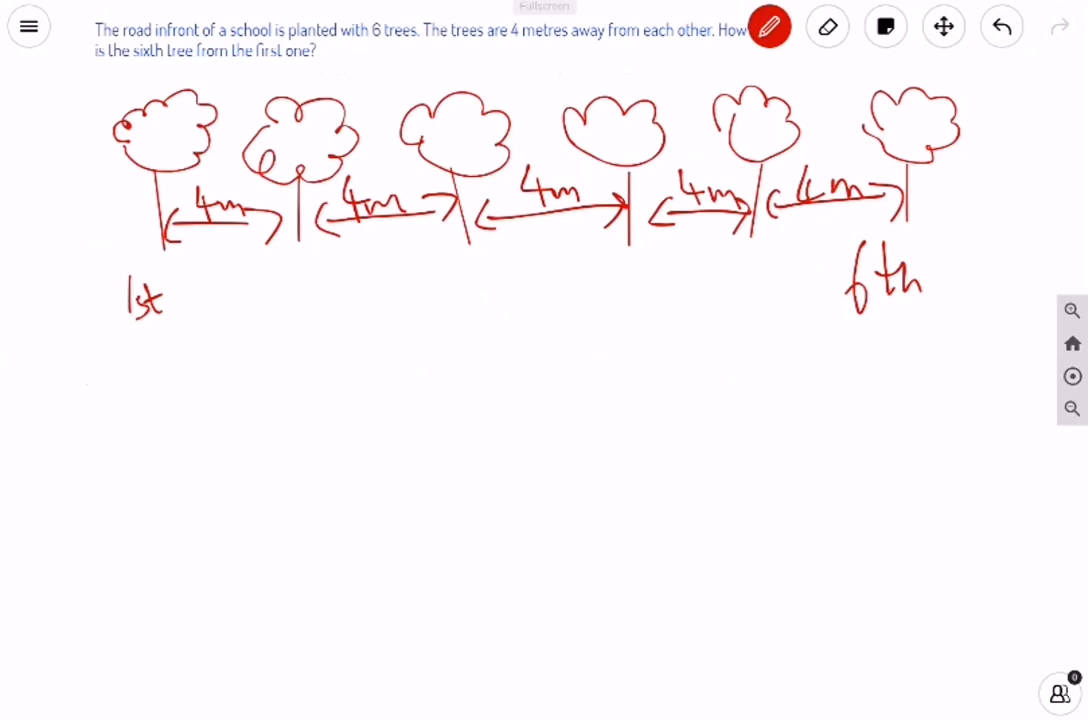 Fullscreen
The road infront of a school is planted with 6 trees. The trees are 4 metres away from each other. How
is the sixth tree from the first one?
4m 4m 4m 4m 4m
1st 6th
0